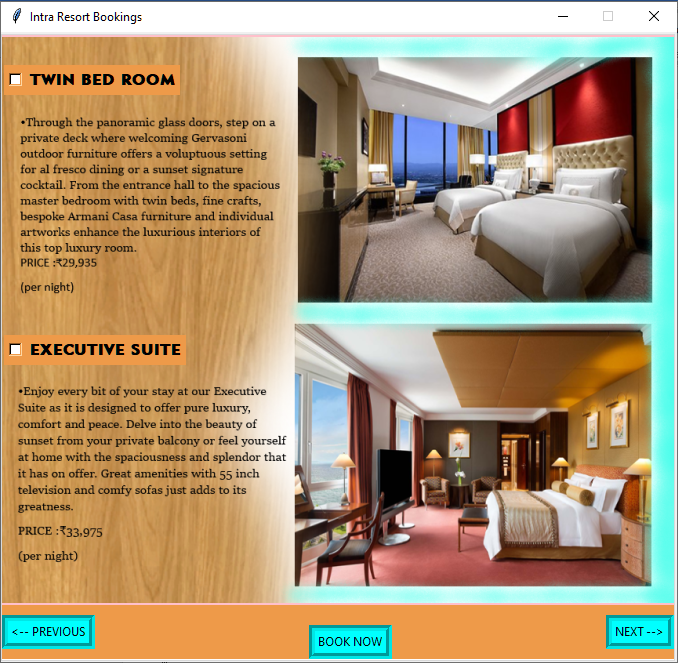 Intra Resort Bookings
TWIN BED ROOM
•Through the panoramic glass doors, step on a
private deck where welcoming Gervasoni
outdoor furniture offers a voluptuous setting
for al fresco dining or a sunset signature
cocktail. From the entrance hall to the spacious
master bedroom with twin beds, fine crafts,
bespoke Armani Casa furniture and individual
artworks enhance the luxurious interiors of
this top luxury room.
PRICE :₹29,935
(per night)
EXECUTIVE SUITE
•Enjoy every bit of your stay at our Executive
Suite as it is designed to offer pure luxury,
comfort and peace. Delve into the beauty of
sunset from your private balcony or feel yourself
at home with the spaciousness and splendor that
it has on offer. Great amenities with 55 inch
television and comfy sofas just adds to its
greatness.
PRICE :₹33,975
(per night)
<-- PREVIOUS
BOOK NOW
NEXT -->